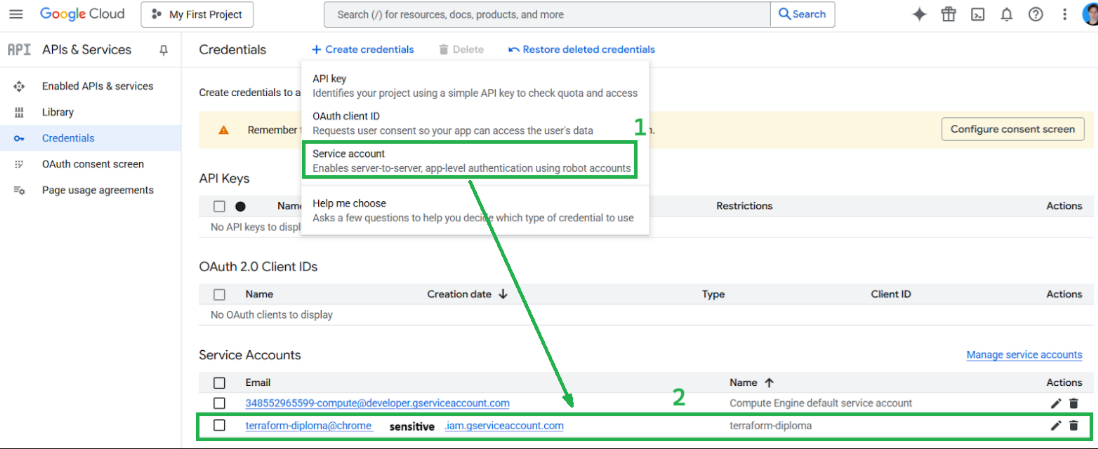 Google Cloud
My First Project
Search (/) for resources, docs, products, and more
Search
API APIs & Services
Credentials
+ Create credentials
Delete
Restore deleted credentials
Enabled APIs & services
Library
Credentials
OAuth consent screen
Page usage agreements
Create credentials to a
API key
Identifies your project using a simple API key to check quota and access
OAuth client ID
Requests user consent so your app can access the user's data
1
Service account
Enables server-to-server, app-level authentication using robot accounts
Help me choose
Asks a few questions to help you decide which type of credential to use
Remember
Configure consent screen
API Keys
Restrictions
Actions
No API keys to displ
OAuth 2.0 Client IDs
Name
Creation date
Type
Client ID
Actions
No OAuth clients to display
Service Accounts
Manage service accounts
Email
2
Name
Actions
348552965599-compute@developer.gserviceaccount.com
Compute Engine default service account
terraform-diploma@chrome sensitive .iam.gserviceaccount.com
terraform-diploma